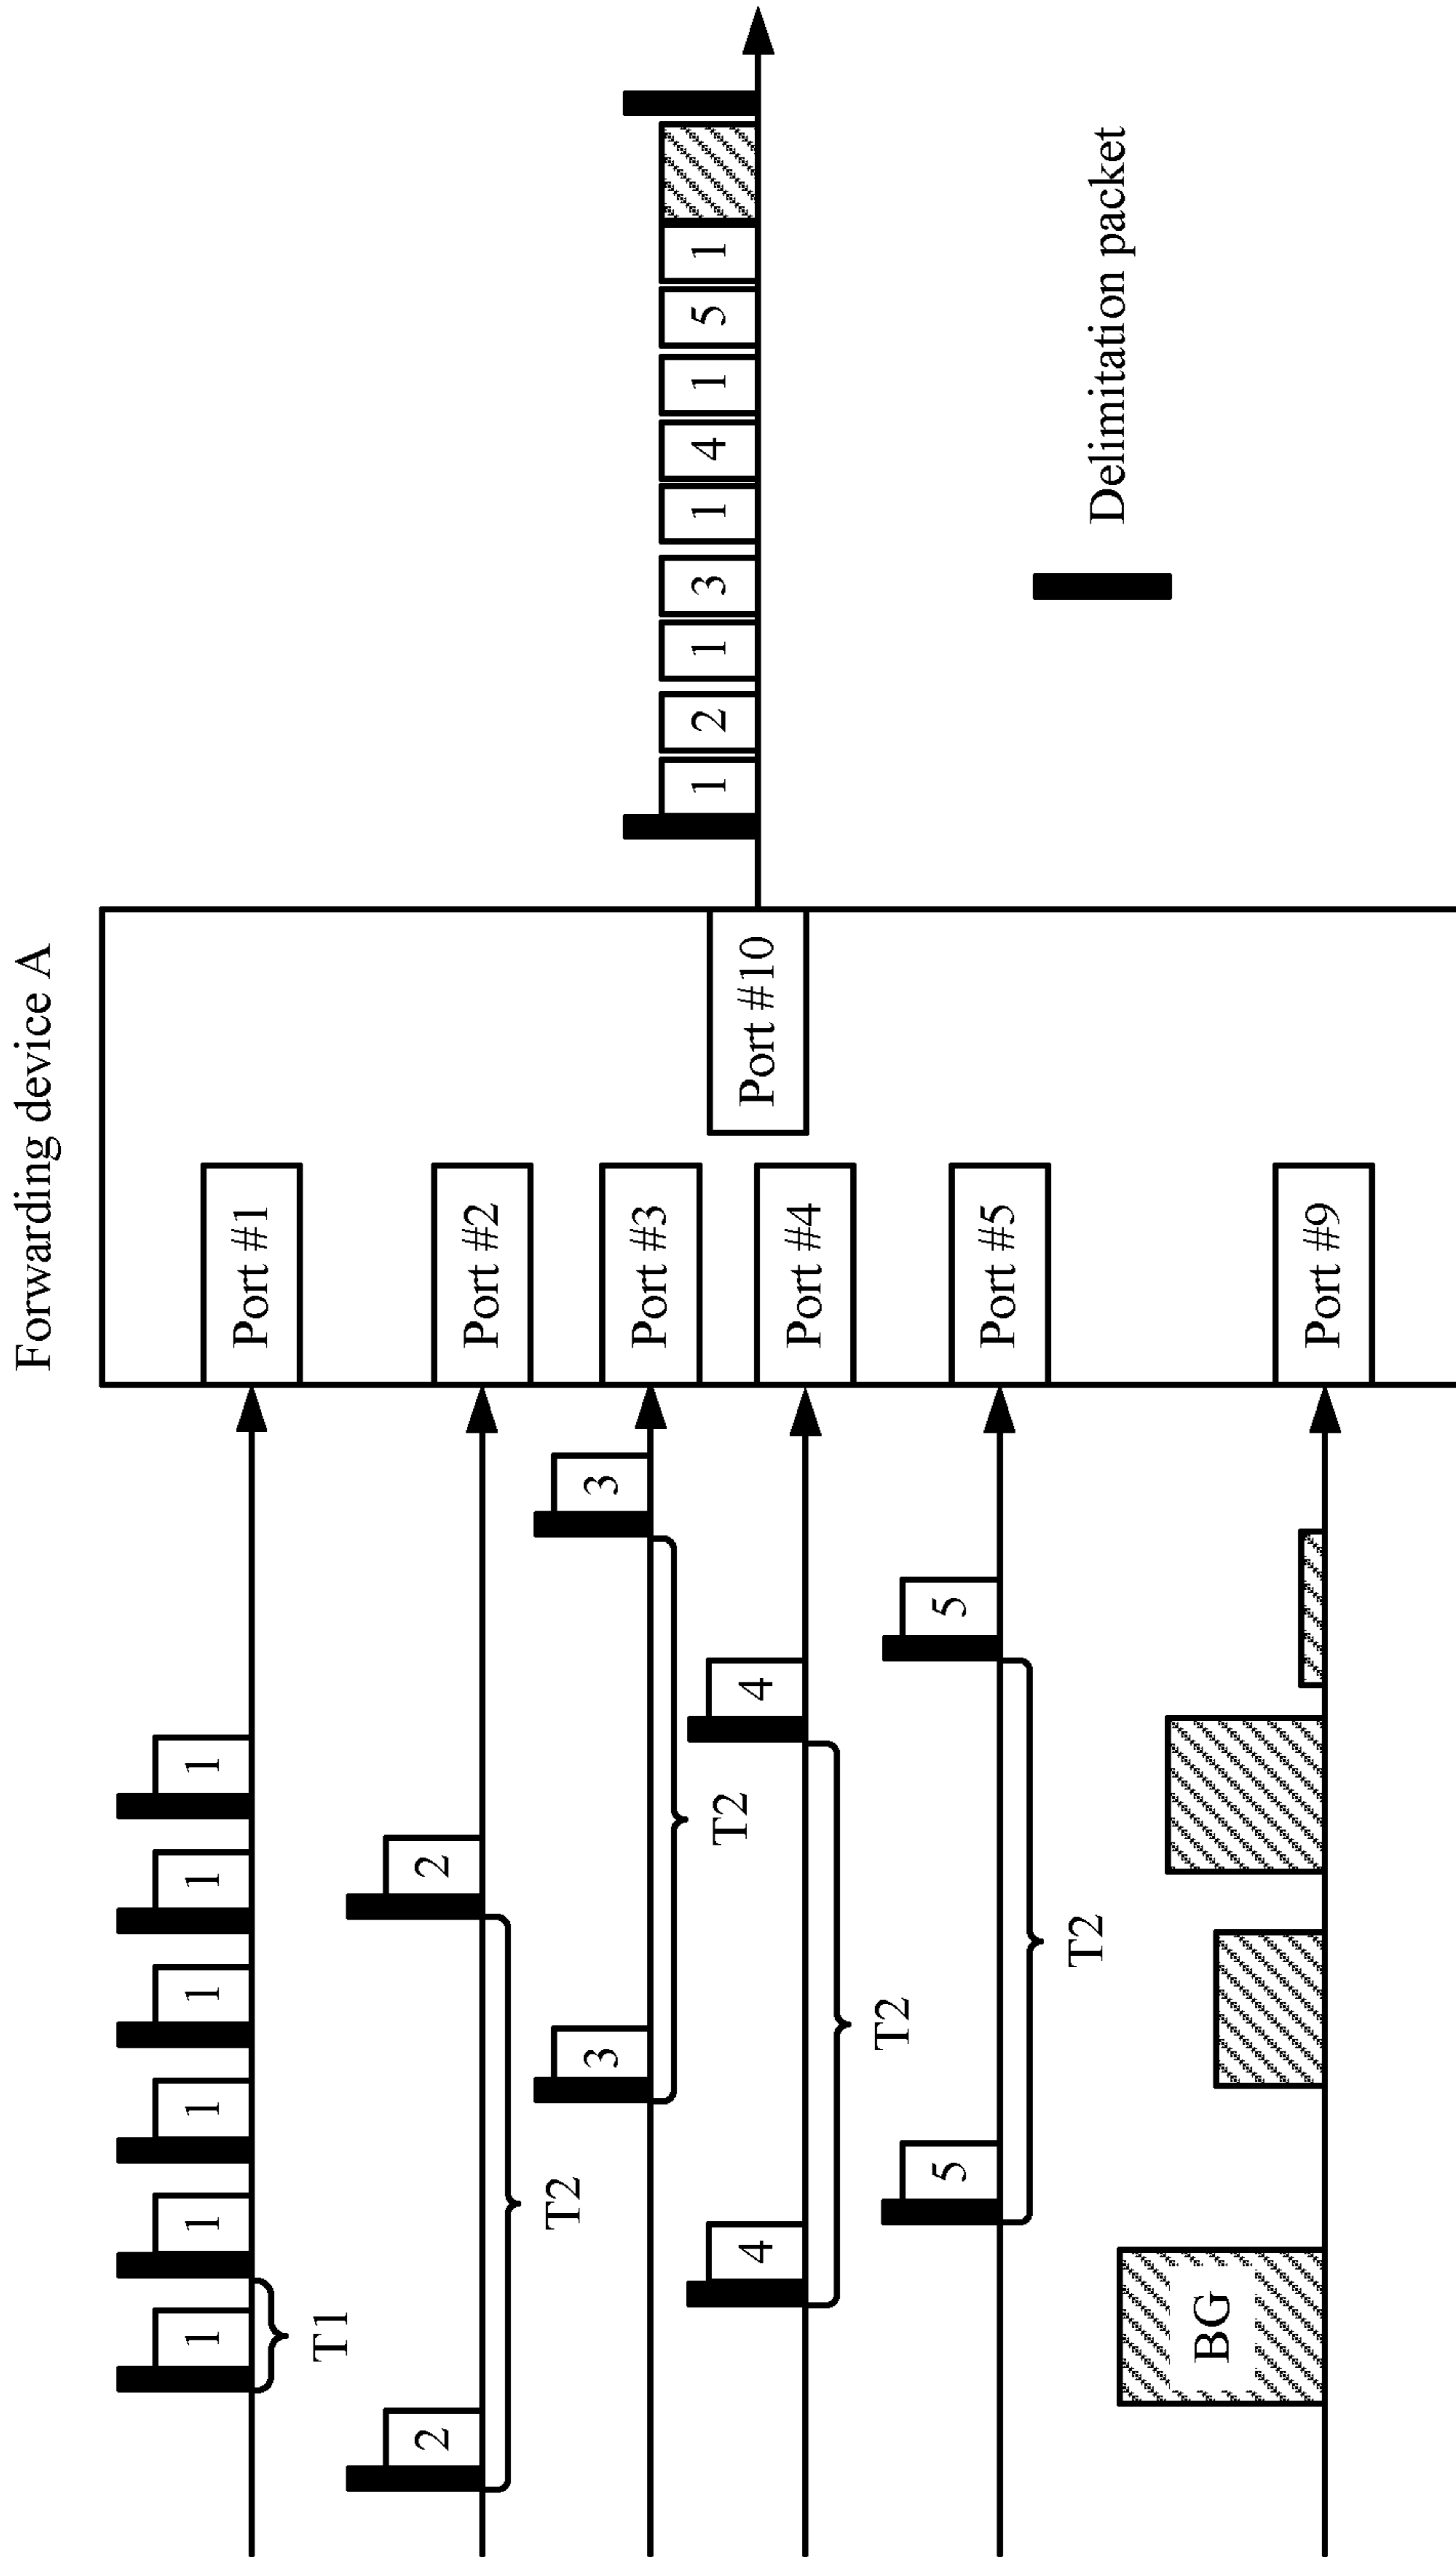 Forwarding device A
1 1 1 1 1 1
Port #1
T1
2 2
Port #2
T2
3 3
Port #3
T2
1 2 1 3 1 4 1 5 1
Port #10
4 4
Port #4
T2
5 5
Port #5
T2
Delimitation packet
BG
Port #9